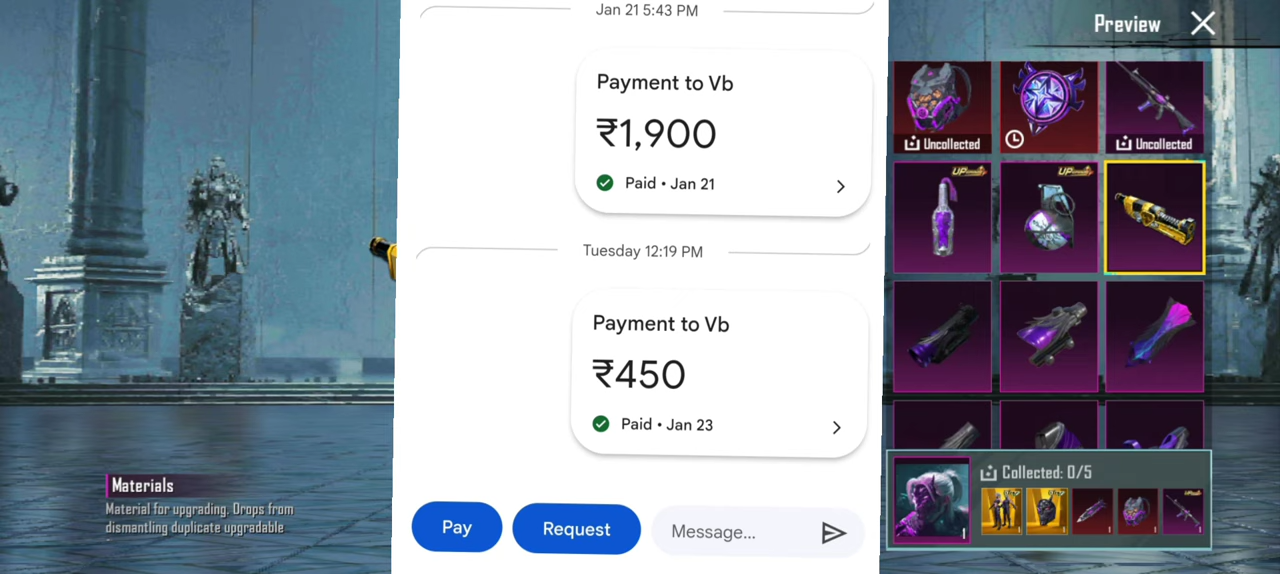 Materials
Material for upgrading. Drops from
dismantling duplicate upgradable
Jan 21 5:43 PM
Payment to Vb
₹1,900
Paid • Jan 21
Tuesday 12:19 PM
Payment to Vb
₹450
Paid • Jan 23
Pay
Request
Message...
Preview
Uncollected
Uncollected
Collected: 0/5